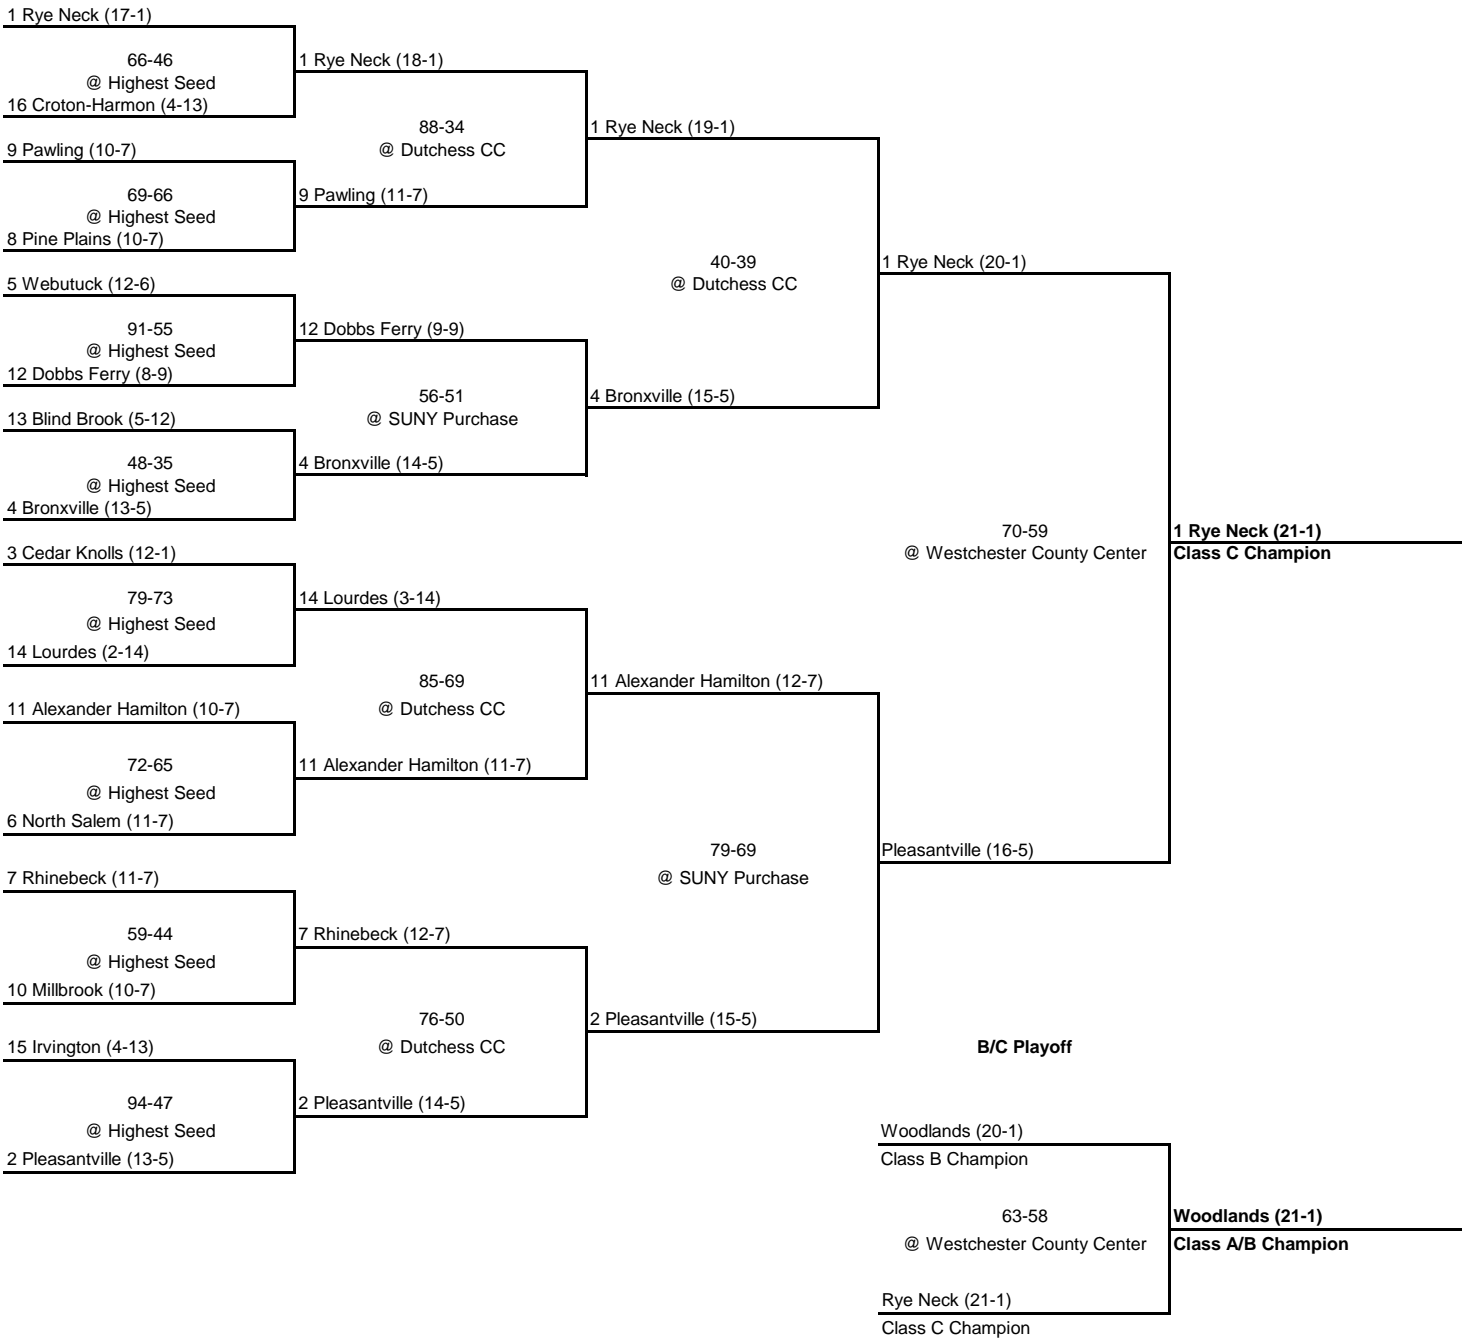 1 Rye Neck (17-1)
66-46
@ Highest Seed
16 Croton-Harmon (4-13)
9 Pawling (10-7)
69-66
@ Highest Seed
8 Pine Plains (10-7)
5 Webutuck (12-6)
91-55
@ Highest Seed
12 Dobbs Ferry (8-9)
13 Blind Brook (5-12)
48-35
@ Highest Seed
4 Bronxville (13-5)
3 Cedar Knolls (12-1)
79-73
@ Highest Seed
14 Lourdes (2-14)
11 Alexander Hamilton (10-7)
72-65
@ Highest Seed
6 North Salem (11-7)
7 Rhinebeck (11-7)
59-44
@ Highest Seed
10 Millbrook (10-7)
15 Irvington (4-13)
94-47
@ Highest Seed
2 Pleasantville (13-5)
1 Rye Neck (18-1)
88-34
@ Dutchess CC
9 Pawling (11-7)
12 Dobbs Ferry (9-9)
56-51
@ SUNY Purchase
4 Bronxville (14-5)
14 Lourdes (3-14)
85-69
@ Dutchess CC
11 Alexander Hamilton (11-7)
7 Rhinebeck (12-7)
76-50
@ Dutchess CC
2 Pleasantville (14-5)
1 Rye Neck (19-1)
40-39
@ Dutchess CC
4 Bronxville (15-5)
11 Alexander Hamilton (12-7)
79-69
@ SUNY Purchase
2 Pleasantville (15-5)
1 Rye Neck (20-1)
70-59
@ Westchester County Center
Pleasantville (16-5)
1 Rye Neck (21-1)
Class C Champion
B/C Playoff
Woodlands (20-1)
Class B Champion
63-58
@ Westchester County Center
Rye Neck (21-1)
Class C Champion
Woodlands (21-1)
Class A/B Champion